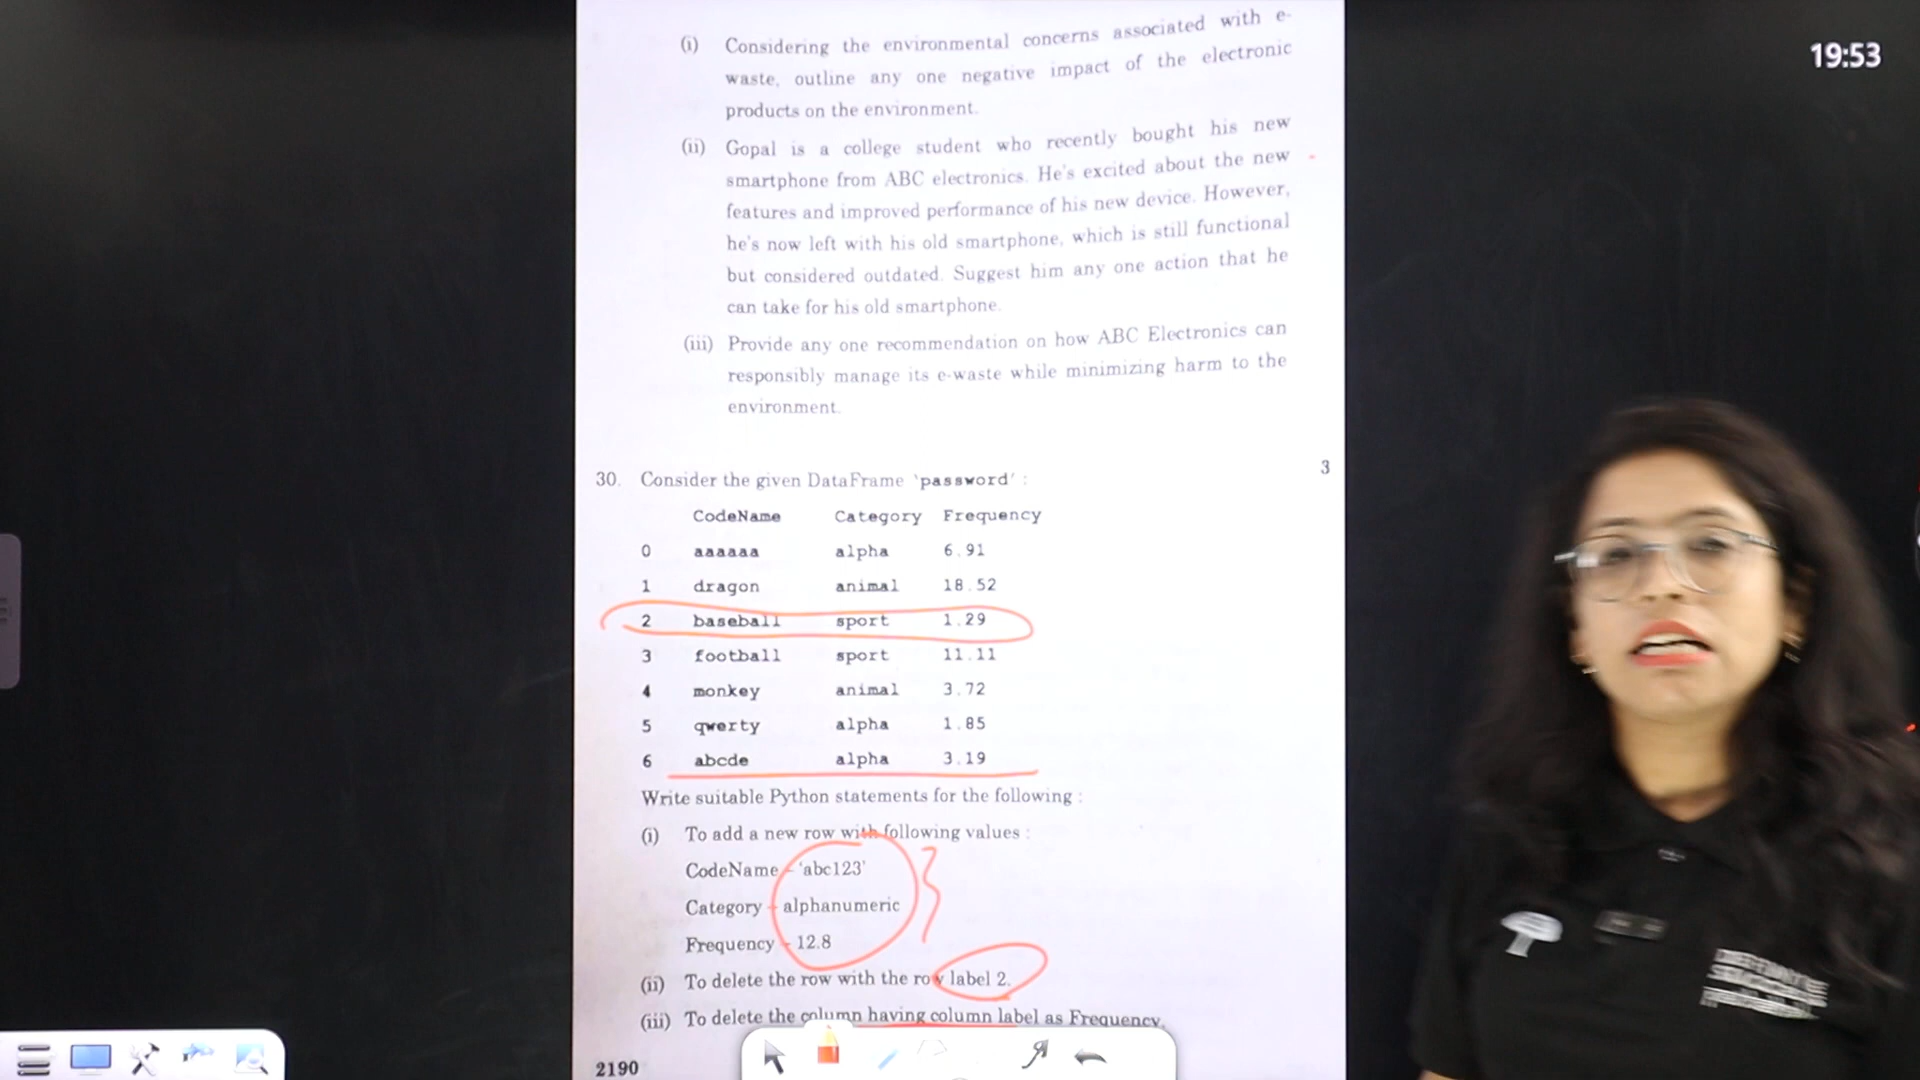 19:53
(i) Considering the environmental concerns associated with e-
waste, outline any one negative impact of the electronic
products on the environment.
(ii) Gopal is a college student who recently bought his new
smartphone from ABC electronics. He's excited about the new
features and improved performance of his new device. However,
he's now left with his old smartphone, which is still functional
but considered outdated. Suggest him any one action that he
can take for his old smartphone.
(iii) Provide any one recommendation on how ABC Electronics can
responsibly manage its e-waste while minimizing harm to the
environment.
30. Consider the given DataFrame 'password' : 3
CodeName Category Frequency
0 aaaaaa alpha 6.91
1 dragon animal 18.52
2 baseball sport 1.29
3 football sport 11.11
4 monkey animal 3.72
5 qwerty alpha 1.85
6 abcde alpha 3.19
Write suitable Python statements for the following :
(i) To add a new row with following values :
CodeName – 'abc123'
Category – alphanumeric
Frequency – 12.8
(ii) To delete the row with the row label 2.
(iii) To delete the column having column label as Frequency.
2190